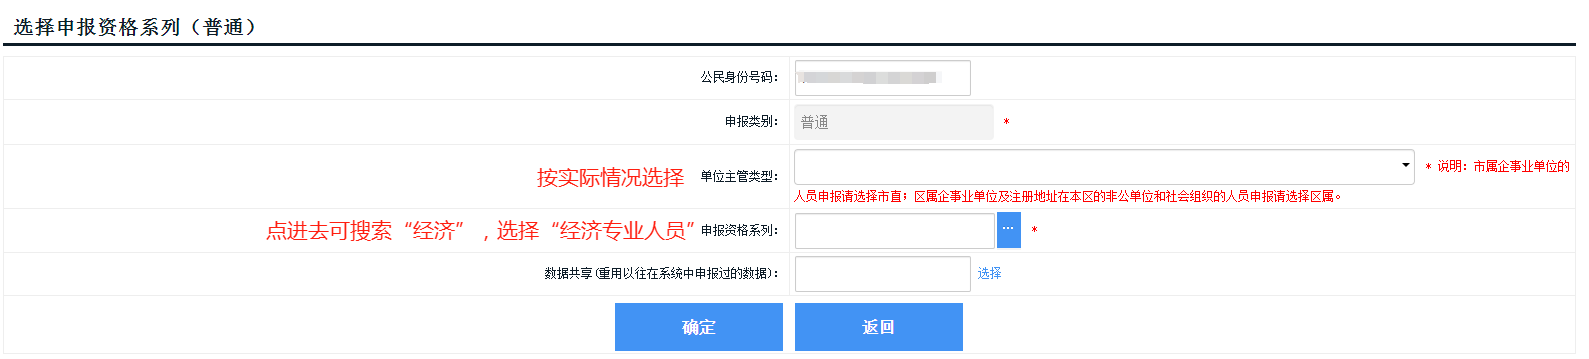 选择申报资格系列（普通）
公民身份号码：
申报类别： 普通 *
按实际情况选择 单位主管类型： * 说明：市属企事业单位的
人员申报请选择市直；区属企事业单位及注册地址在本区的非公单位和社会组织的人员申报请选择区属。
点进去可搜索“经济”，选择“经济专业人员” 申报资格系列： ... *
数据共享(重用以往在系统中申报过的数据)： 选择
确定 返回